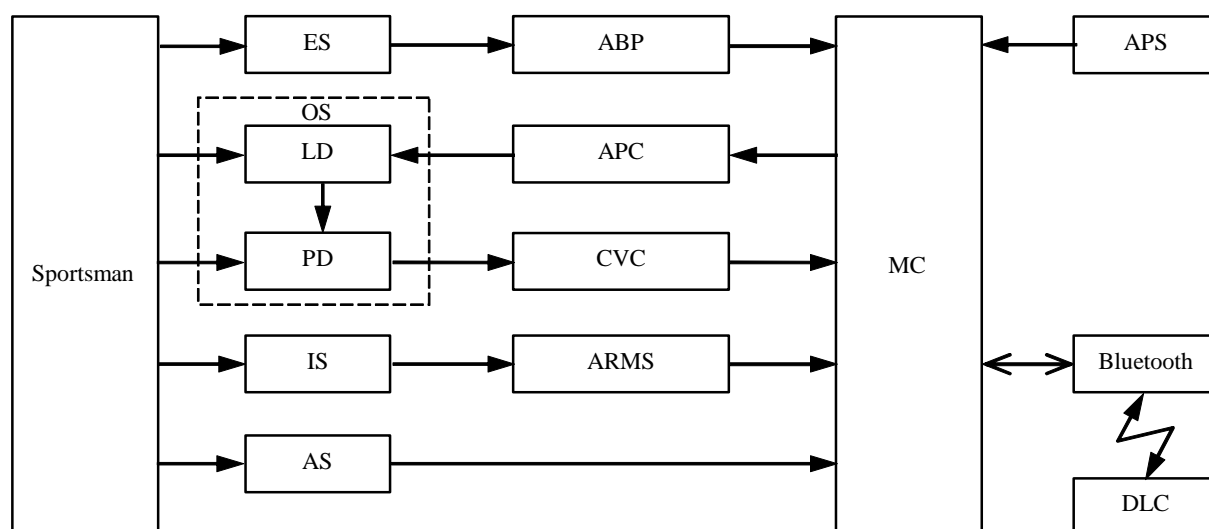 ES
ABP
APS
OS
LD
APC
PD
CVC
Sportsman
MC
IS
ARMS
Bluetooth
AS
DLC